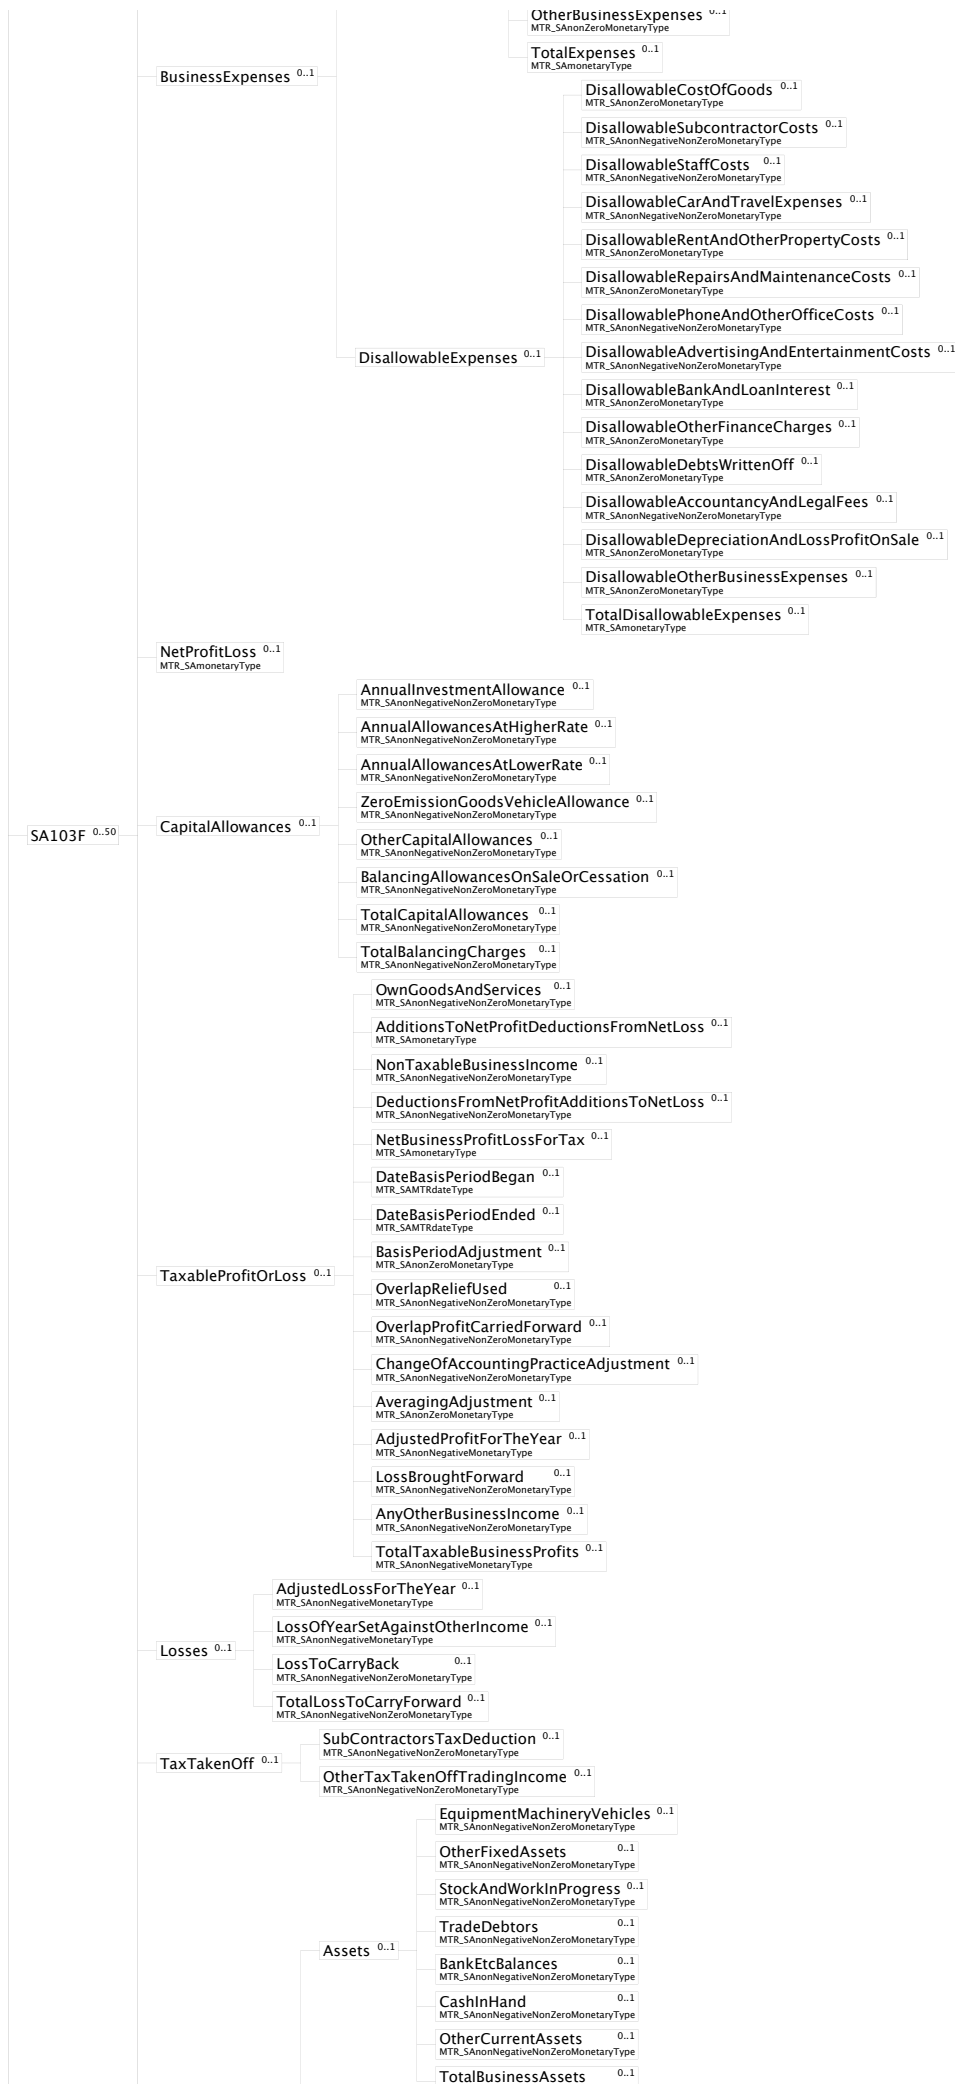 OtherBusinessExpenses 0..1
MTR_SAnonZeroMonetaryType
TotalExpenses 0..1
MTR_SAmonetaryType
BusinessExpenses 0..1
DisallowableCostOfGoods 0..1
MTR_SAnonZeroMonetaryType
DisallowableSubcontractorCosts 0..1
MTR_SAnonNegativeNonZeroMonetaryType
DisallowableStaffCosts 0..1
MTR_SAnonNegativeNonZeroMonetaryType
DisallowableCarAndTravelExpenses 0..1
MTR_SAnonNegativeNonZeroMonetaryType
DisallowableRentAndOtherPropertyCosts 0..1
MTR_SAnonZeroMonetaryType
DisallowableRepairsAndMaintenanceCosts 0..1
MTR_SAnonZeroMonetaryType
DisallowablePhoneAndOtherOfficeCosts 0..1
MTR_SAnonNegativeNonZeroMonetaryType
DisallowableExpenses 0..1
DisallowableAdvertisingAndEntertainmentCosts 0..1
MTR_SAnonNegativeNonZeroMonetaryType
DisallowableBankAndLoanInterest 0..1
MTR_SAnonZeroMonetaryType
DisallowableOtherFinanceCharges 0..1
MTR_SAnonZeroMonetaryType
DisallowableDebtsWrittenOff 0..1
MTR_SAnonZeroMonetaryType
DisallowableAccountancyAndLegalFees 0..1
MTR_SAnonNegativeNonZeroMonetaryType
DisallowableDepreciationAndLossProfitOnSale 0..1
MTR_SAnonZeroMonetaryType
DisallowableOtherBusinessExpenses 0..1
MTR_SAnonZeroMonetaryType
TotalDisallowableExpenses 0..1
MTR_SAmonetaryType
NetProfitLoss 0..1
MTR_SAmonetaryType
AnnualInvestmentAllowance 0..1
MTR_SAnonNegativeNonZeroMonetaryType
AnnualAllowancesAtHigherRate 0..1
MTR_SAnonNegativeNonZeroMonetaryType
AnnualAllowancesAtLowerRate 0..1
MTR_SAnonNegativeNonZeroMonetaryType
ZeroEmissionGoodsVehicleAllowance 0..1
MTR_SAnonNegativeNonZeroMonetaryType
SA103F 0..50
CapitalAllowances 0..1
OtherCapitalAllowances 0..1
MTR_SAnonNegativeNonZeroMonetaryType
BalancingAllowancesOnSaleOrCessation 0..1
MTR_SAnonNegativeNonZeroMonetaryType
TotalCapitalAllowances 0..1
MTR_SAnonNegativeNonZeroMonetaryType
TotalBalancingCharges 0..1
MTR_SAnonNegativeNonZeroMonetaryType
OwnGoodsAndServices 0..1
MTR_SAnonNegativeNonZeroMonetaryType
AdditionsToNetProfitDeductionsFromNetLoss 0..1
MTR_SAmonetaryType
NonTaxableBusinessIncome 0..1
MTR_SAnonNegativeNonZeroMonetaryType
DeductionsFromNetProfitAdditionsToNetLoss 0..1
MTR_SAnonNegativeNonZeroMonetaryType
NetBusinessProfitLossForTax 0..1
MTR_SAmonetaryType
DateBasisPeriodBegan 0..1
MTR_SAMTRdateType
DateBasisPeriodEnded 0..1
MTR_SAMTRdateType
BasisPeriodAdjustment 0..1
MTR_SAnonZeroMonetaryType
TaxableProfitOrLoss 0..1
OverlapReliefUsed 0..1
MTR_SAnonNegativeNonZeroMonetaryType
OverlapProfitCarriedForward 0..1
MTR_SAnonNegativeNonZeroMonetaryType
ChangeOfAccountingPracticeAdjustment 0..1
MTR_SAnonNegativeNonZeroMonetaryType
AveragingAdjustment 0..1
MTR_SAnonZeroMonetaryType
AdjustedProfitForTheYear 0..1
MTR_SAnonNegativeMonetaryType
LossBroughtForward 0..1
MTR_SAnonNegativeNonZeroMonetaryType
AnyOtherBusinessIncome 0..1
MTR_SAnonNegativeNonZeroMonetaryType
TotalTaxableBusinessProfits 0..1
MTR_SAnonNegativeMonetaryType
AdjustedLossForTheYear 0..1
MTR_SAnonNegativeMonetaryType
LossOfYearSetAgainstOtherIncome 0..1
MTR_SAnonNegativeMonetaryType
Losses 0..1
LossToCarryBack 0..1
MTR_SAnonNegativeNonZeroMonetaryType
TotalLossToCarryForward 0..1
MTR_SAnonNegativeNonZeroMonetaryType
SubContractorsTaxDeduction 0..1
MTR_SAnonNegativeNonZeroMonetaryType
TaxTakenOff 0..1
OtherTaxTakenOffTradingIncome 0..1
MTR_SAnonNegativeNonZeroMonetaryType
EquipmentMachineryVehicles 0..1
MTR_SAnonNegativeNonZeroMonetaryType
OtherFixedAssets 0..1
MTR_SAnonNegativeNonZeroMonetaryType
StockAndWorkInProgress 0..1
MTR_SAnonNegativeNonZeroMonetaryType
TradeDebtors 0..1
MTR_SAnonNegativeNonZeroMonetaryType
Assets 0..1
BankEtcBalances 0..1
MTR_SAnonNegativeNonZeroMonetaryType
CashInHand 0..1
MTR_SAnonNegativeNonZeroMonetaryType
OtherCurrentAssets 0..1
MTR_SAnonNegativeNonZeroMonetaryType
TotalBusinessAssets 0..1